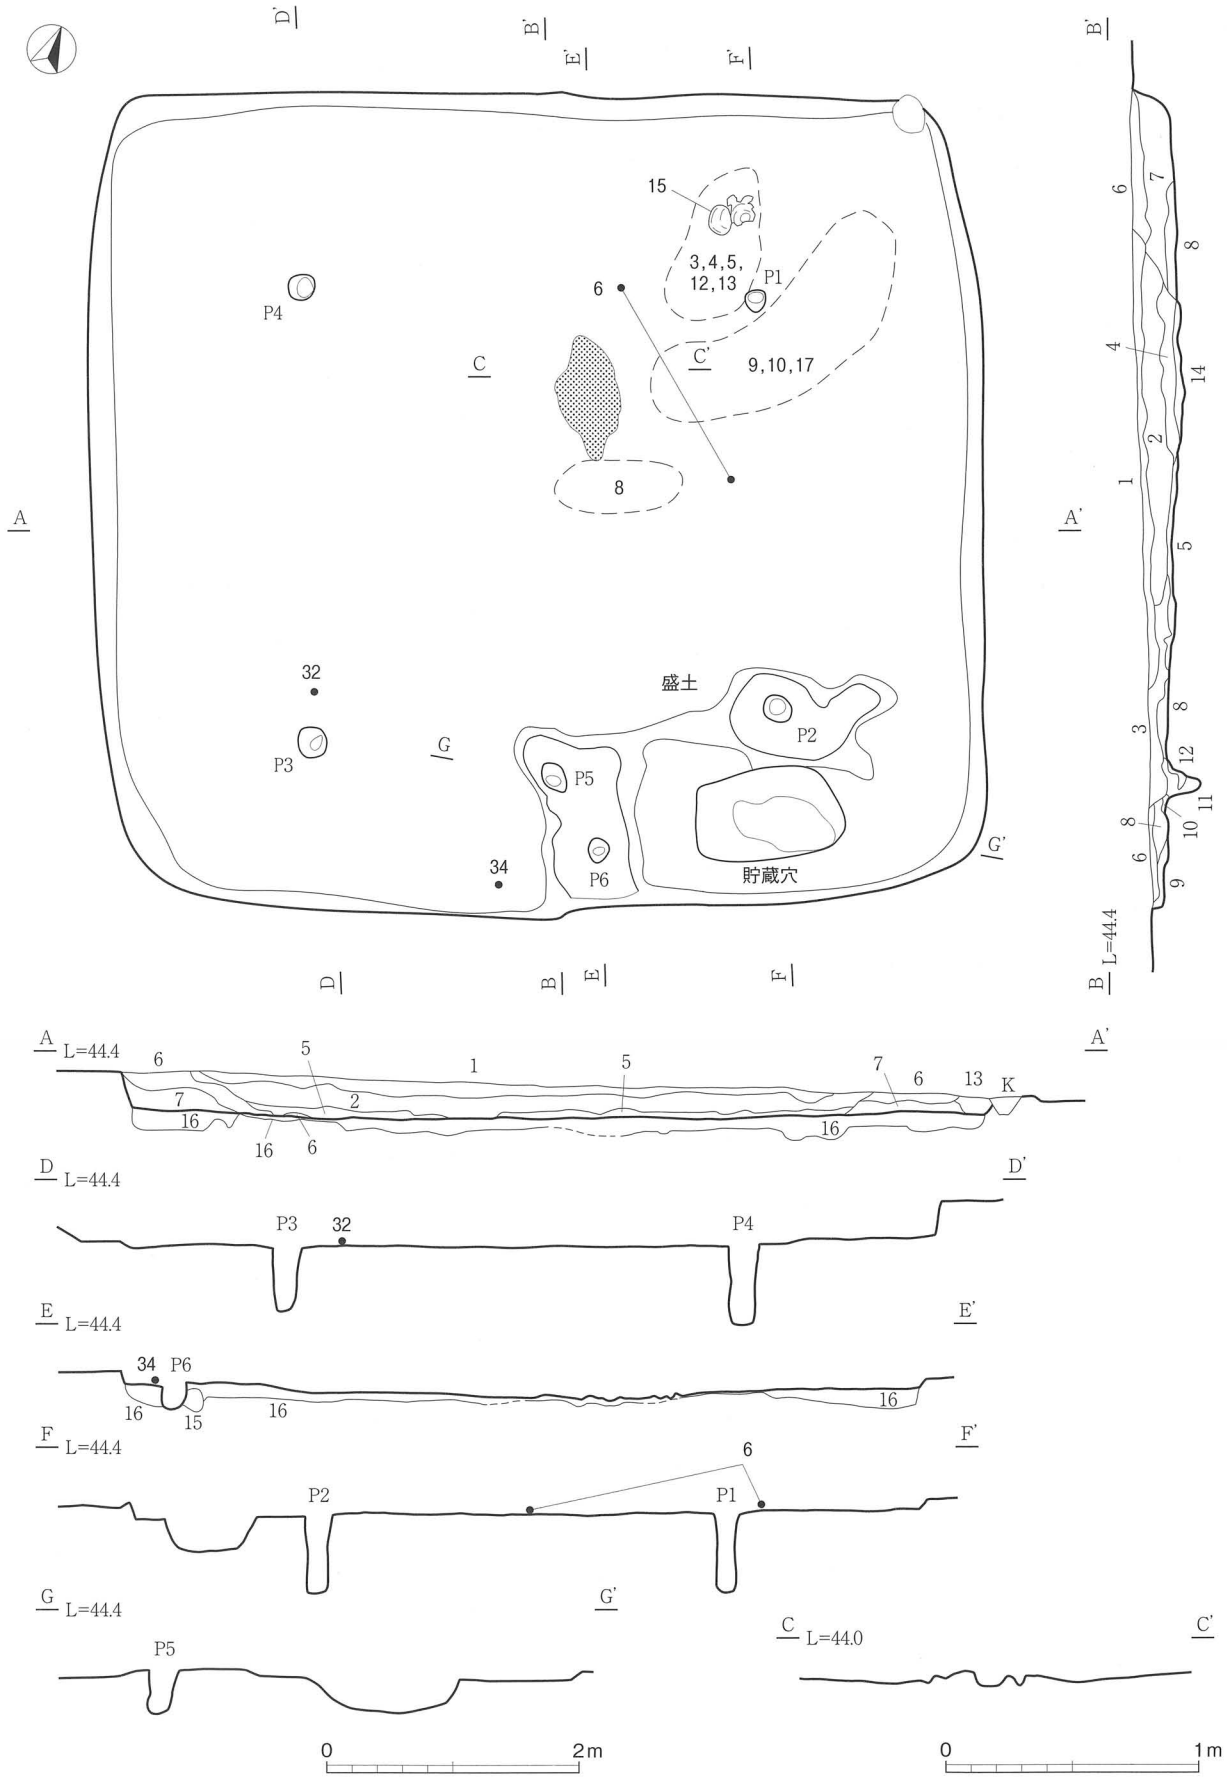 D'
B'
E'
F'
B'
15
3,4,5,
12,13
P1
6
P4
C
C'
9,10,17
8
A
A'
32
盛土
P2
P3
G
P5
34
P6
貯蔵穴
G'
D
B
E
F
6
7
8
4
14
2
1
5
8
3
12
11
8
10
6
9
L=44.4
B
A L=44.4
A'
6
5
1
5
7
6
13
K
7
2
16
16
6
16
D L=44.4
D'
P3
32
P4
E L=44.4
E'
34
P6
16
15
16
16
F L=44.4
F'
6
P2
P1
G L=44.4
G'
P5
C L=44.0
C'
0
2m
0
1m